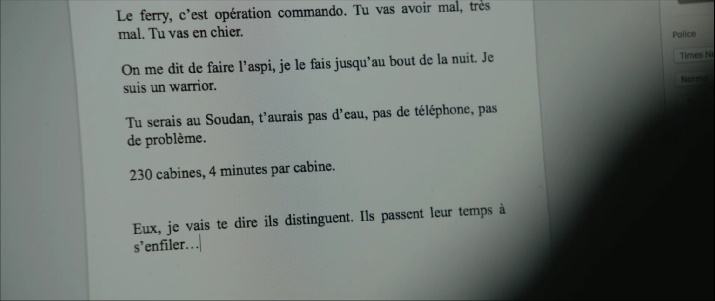 Le ferry, c’est opération commando. Tu vas avoir mal, très
mal. Tu vas en chier.
On me dit de faire l’aspi, je le fais jusqu’au bout de la nuit. Je
suis un warrior.
Tu serais au Soudan, t’aurais pas d’eau, pas de téléphone, pas
de problème.
230 cabines, 4 minutes par cabine.
Eux, je vais te dire ils distinguent. Ils passent leur temps à
s’enfiler…
Police
Times Ne